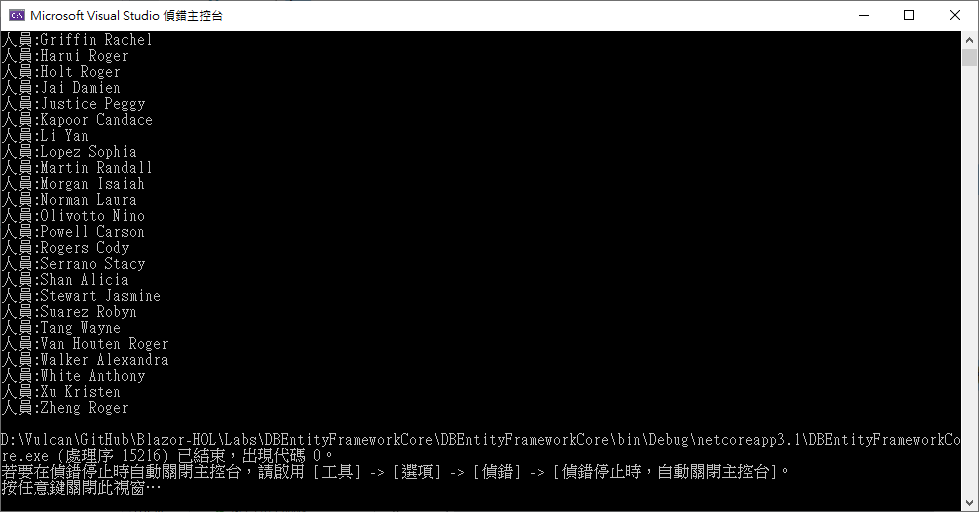 Microsoft Visual Studio 偵錯主控台
人員:Griffin Rachel
人員:Harui Roger
人員:Holt Roger
人員:Jai Damien
人員:Justice Peggy
人員:Kapoor Candace
人員:Li Yan
人員:Lopez Sophia
人員:Martin Randall
人員:Morgan Isaiah
人員:Norman Laura
人員:Olivotto Nino
人員:Powell Carson
人員:Rogers Cody
人員:Serrano Stacy
人員:Shan Alicia
人員:Stewart Jasmine
人員:Suarez Robyn
人員:Tang Wayne
人員:Van Houten Roger
人員:Walker Alexandra
人員:White Anthony
人員:Xu Kristen
人員:Zheng Roger
D:\Vulcan\GitHub\Blazor-HOL\Labs\DBEntityFrameworkCore\DBEntityFrameworkCore\bin\Debug\netcoreapp3.1\DBEntityFrameworkCo
re.exe (處理序 15216) 已結束，出現代碼 0。
若要在偵錯停止時自動關閉主控台，請啟用 [工具] -> [選項] -> [偵錯] -> [偵錯停止時，自動關閉主控台]。
按任意鍵關閉此視窗…